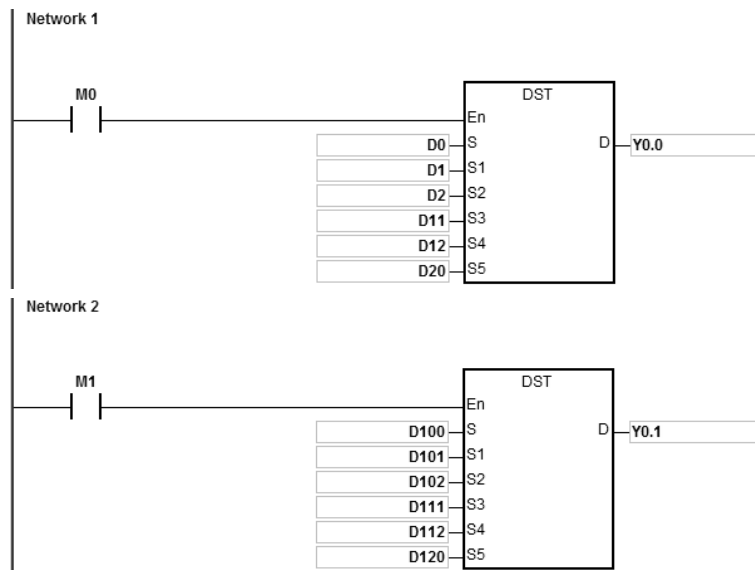 Network 1
M0
DST
En
D0 S D Y0.0
D1 S1
D2 S2
D11 S3
D12 S4
D20 S5
Network 2
M1
DST
En
D100 S D Y0.1
D101 S1
D102 S2
D111 S3
D112 S4
D120 S5